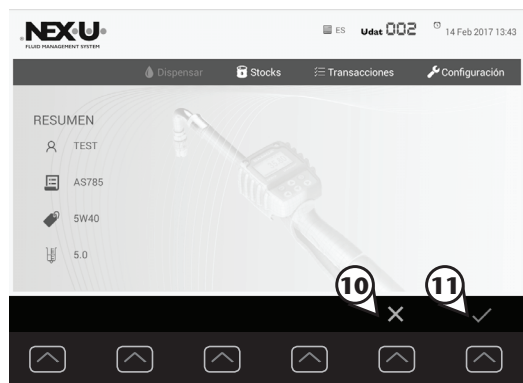 NEX·U·
FLUID MANAGEMENT SYSTEM
ES
Udat 002
14 Feb 2017 13:43
Dispensar
Stocks
Transacciones
Configuración
RESUMEN
TEST
AS785
5W40
5.0
10
11